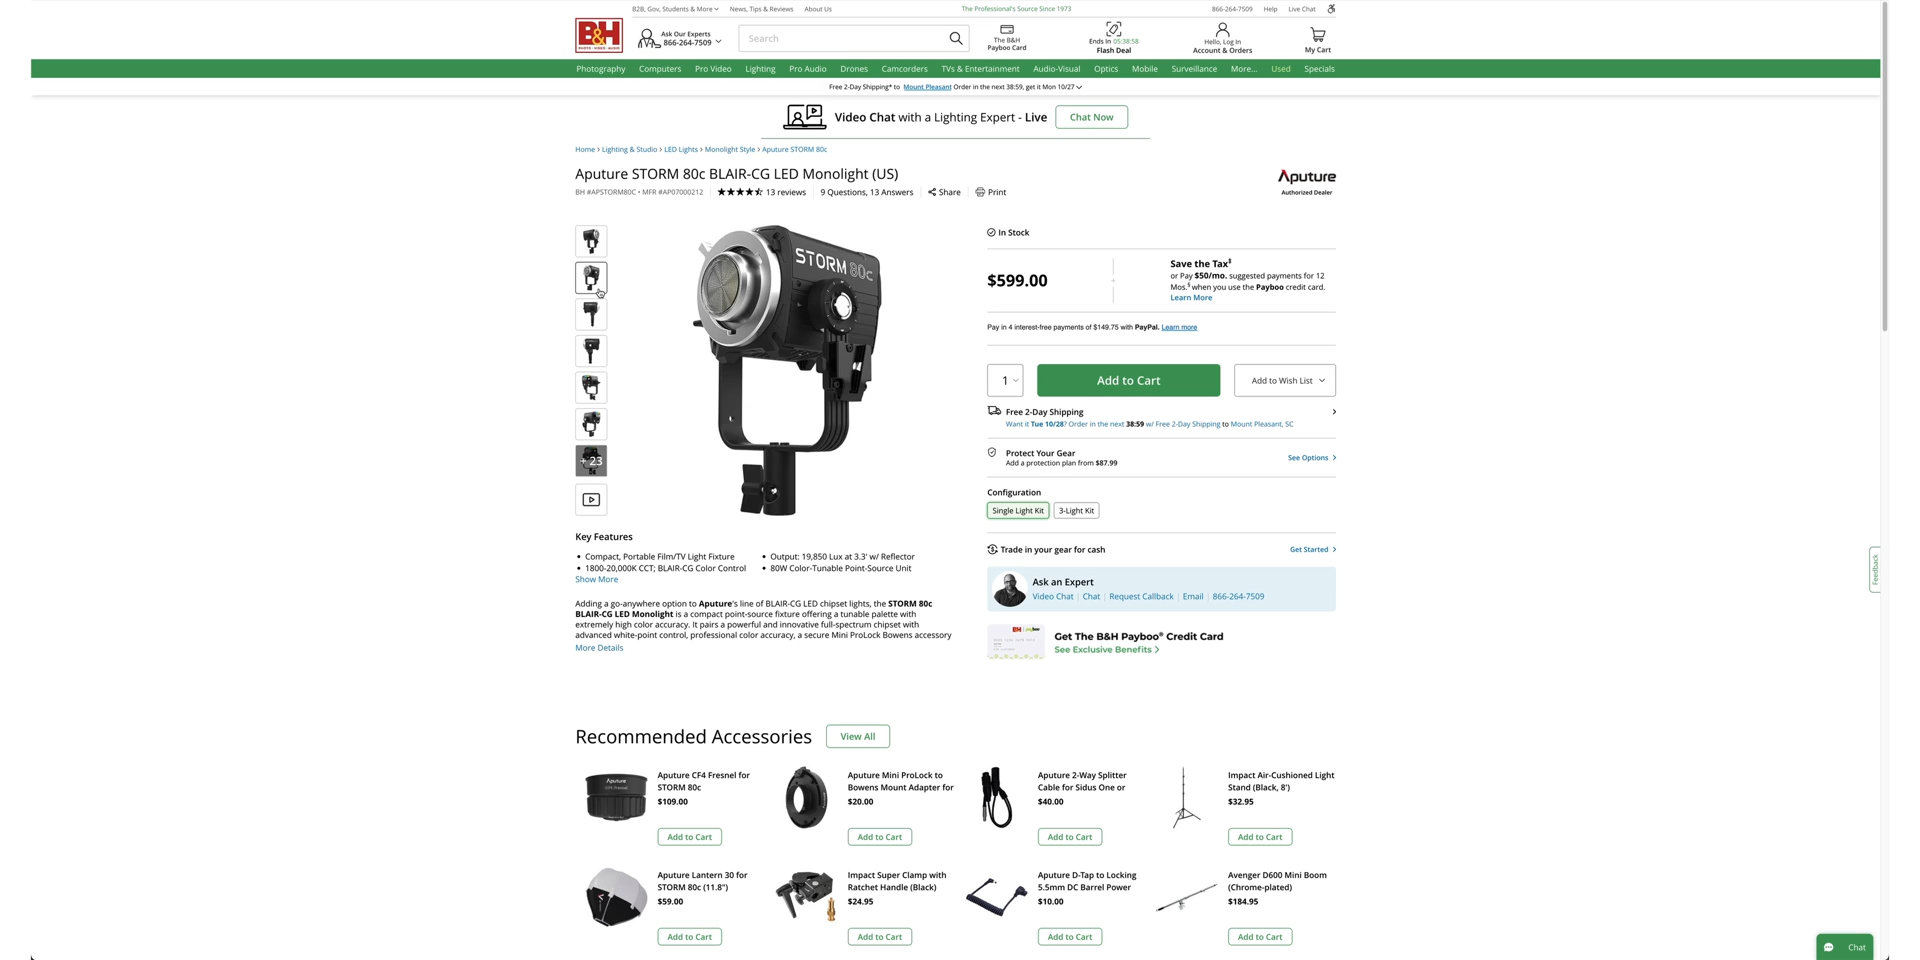 B2B, Gov, Students & More
News, Tips & Reviews
About Us
The Professional's Source Since 1973
866-264-7509
Help
Live Chat
B&H
PHOTO · VIDEO · AUDIO
Ask Our Experts
866-264-7509
Search
The B&H
Payboo Card
Ends In 05:38:58
Flash Deal
Hello, Log In
Account & Orders
My Cart
Photography
Computers
Pro Video
Lighting
Pro Audio
Drones
Camcorders
TVs & Entertainment
Audio-Visual
Optics
Mobile
Surveillance
More...
Used
Specials
Free 2-Day Shipping* to Mount Pleasant Order in the next 38:59, get it Mon 10/27
Video Chat with a Lighting Expert - Live
Chat Now
Home › Lighting & Studio › LED Lights › Monolight Style › Aputure STORM 80c
Aputure STORM 80c BLAIR-CG LED Monolight (US)
BH #APSTORM80C • MFR #AP07000212
13 reviews
9 Questions, 13 Answers
Share
Print
Aputure
Authorized Dealer
STORM 80c
+ 23
In Stock
$599.00
+
Save the Tax‡
or Pay $50/mo. suggested payments for 12
Mos.§ when you use the Payboo credit card.
Learn More
Pay in 4 interest-free payments of $149.75 with PayPal. Learn more
1
Add to Cart
Add to Wish List
Free 2-Day Shipping
Want it Tue 10/28? Order in the next 38:59 w/ Free 2-Day Shipping to Mount Pleasant, SC
Protect Your Gear
Add a protection plan from $87.99
See Options
Configuration
Single Light Kit
3-Light Kit
Trade in your gear for cash
Get Started
Ask an Expert
Video Chat | Chat | Request Callback | Email | 866-264-7509
Get The B&H Payboo® Credit Card
See Exclusive Benefits
Key Features
• Compact, Portable Film/TV Light Fixture
• 1800-20,000K CCT; BLAIR-CG Color Control
• Output: 19,850 Lux at 3.3' w/ Reflector
• 80W Color-Tunable Point-Source Unit
Show More
Adding a go-anywhere option to Aputure's line of BLAIR-CG LED chipset lights, the STORM 80c
BLAIR-CG LED Monolight is a compact point-source fixture offering a tunable palette with
extremely high color accuracy. It pairs a powerful and innovative full-spectrum chipset with
advanced white-point control, professional color accuracy, a secure Mini ProLock Bowens accessory
More Details
Feedback
Recommended Accessories
View All
Aputure
Aputure CF4 Fresnel for
STORM 80c
$109.00
Add to Cart
Aputure Mini ProLock to
Bowens Mount Adapter for
$20.00
Add to Cart
Aputure 2-Way Splitter
Cable for Sidus One or
$40.00
Add to Cart
Impact Air-Cushioned Light
Stand (Black, 8')
$32.95
Add to Cart
Aputure Lantern 30 for
STORM 80c (11.8")
$59.00
Add to Cart
Impact Super Clamp with
Ratchet Handle (Black)
$24.95
Add to Cart
Aputure D-Tap to Locking
5.5mm DC Barrel Power
$10.00
Add to Cart
Avenger D600 Mini Boom
(Chrome-plated)
$184.95
Add to Cart
Chat